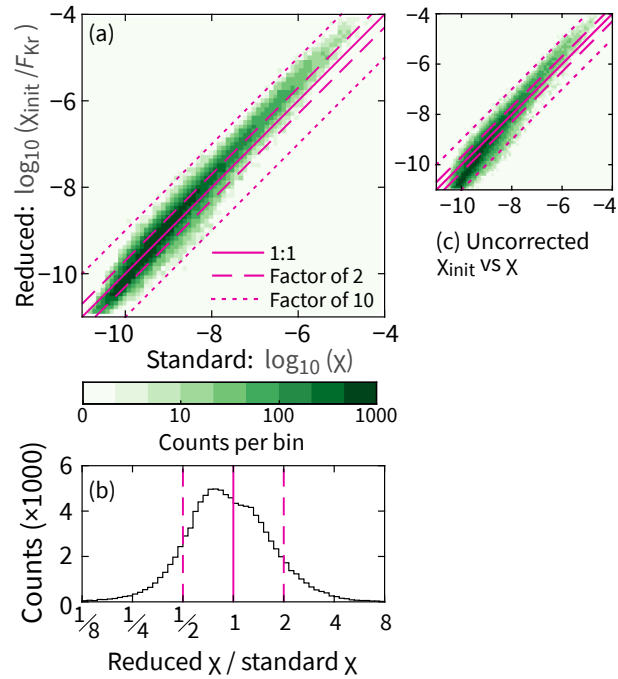 (a)
−4
−6
−8
−10
Reduced: log₁₀ (χinit /FKr)
1:1
Factor of 2
Factor of 10
−10 −8 −6 −4
Standard: log₁₀ (χ)
−4
−6
−8
−10
−10 −8 −6 −4
(c) Uncorrected
χinit vs χ
0 10 100 1000
Counts per bin
(b)
6
4
2
0
Counts (×1000)
1/8 1/4 1/2 1 2 4 8
Reduced χ / standard χ